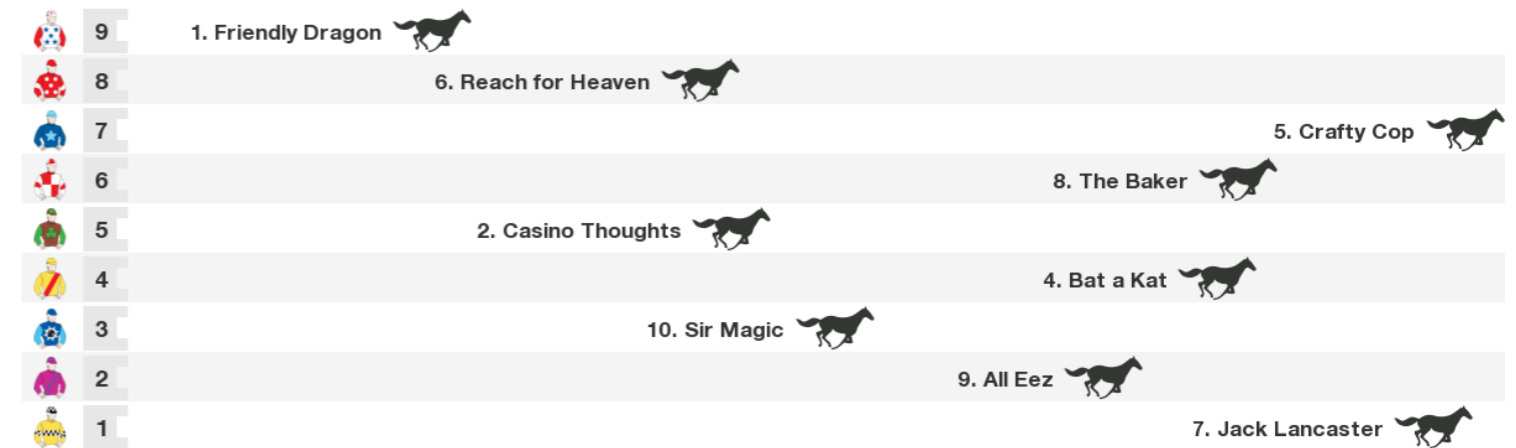 9 1. Friendly Dragon
8 6. Reach for Heaven
7 5. Crafty Cop
6 8. The Baker
5 2. Casino Thoughts
4 4. Bat a Kat
3 10. Sir Magic
2 9. All Eez
1 7. Jack Lancaster